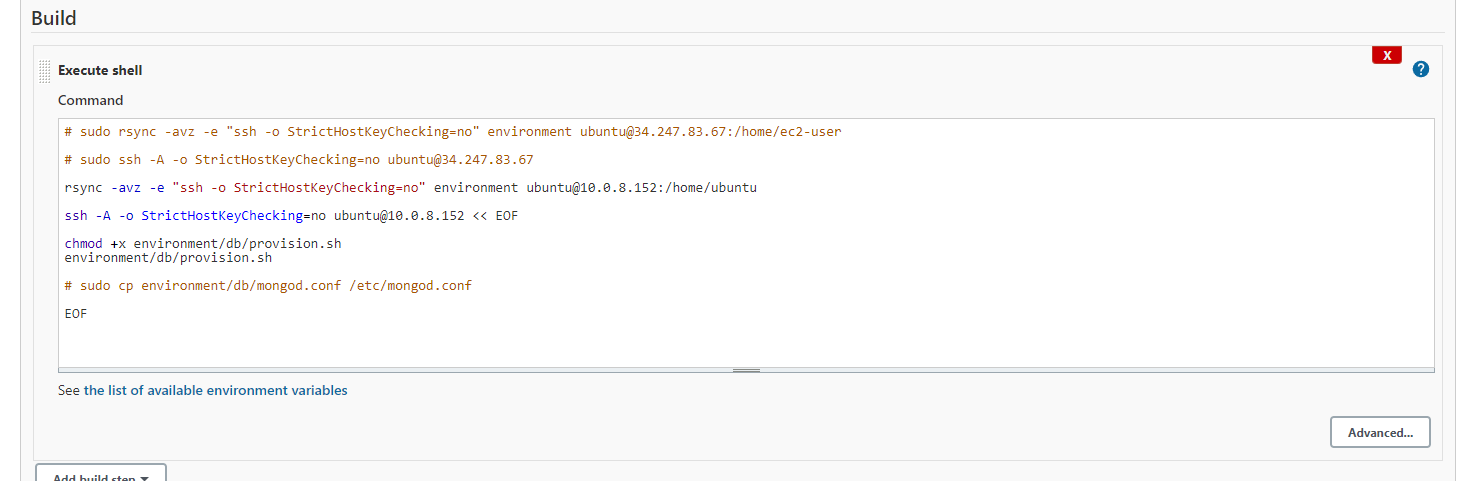 Build
X
Execute shell
?
Command
# sudo rsync -avz -e "ssh -o StrictHostKeyChecking=no" environment ubuntu@34.247.83.67:/home/ec2-user
# sudo ssh -A -o StrictHostKeyChecking=no ubuntu@34.247.83.67
rsync -avz -e "ssh -o StrictHostKeyChecking=no" environment ubuntu@10.0.8.152:/home/ubuntu
ssh -A -o StrictHostKeyChecking=no ubuntu@10.0.8.152 << EOF
chmod +x environment/db/provision.sh
environment/db/provision.sh
# sudo cp environment/db/mongod.conf /etc/mongod.conf
EOF
See the list of available environment variables
Advanced...
Add build step